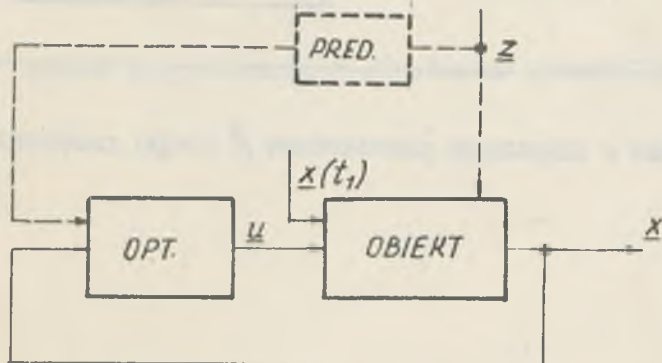 PRED.
z
x(t₁)
OPT.
u
OBIEKT
x